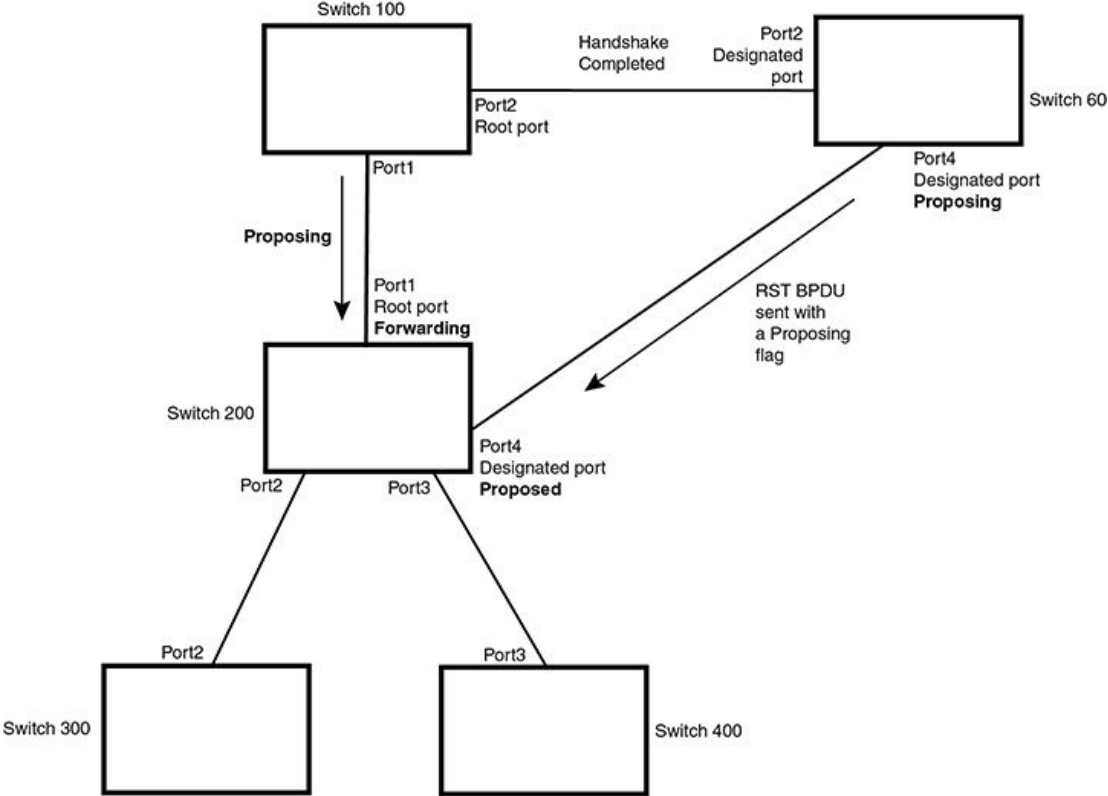 Switch 100
Handshake
Completed
Port2
Designated
port
Switch 60
Port2
Root port
Port1
Port4
Designated port
Proposing
Proposing
Port1
Root port
Forwarding
RST BPDU
sent with
a Proposing
flag
Switch 200
Port4
Designated port
Proposed
Port2
Port3
Port2
Port3
Switch 300
Switch 400